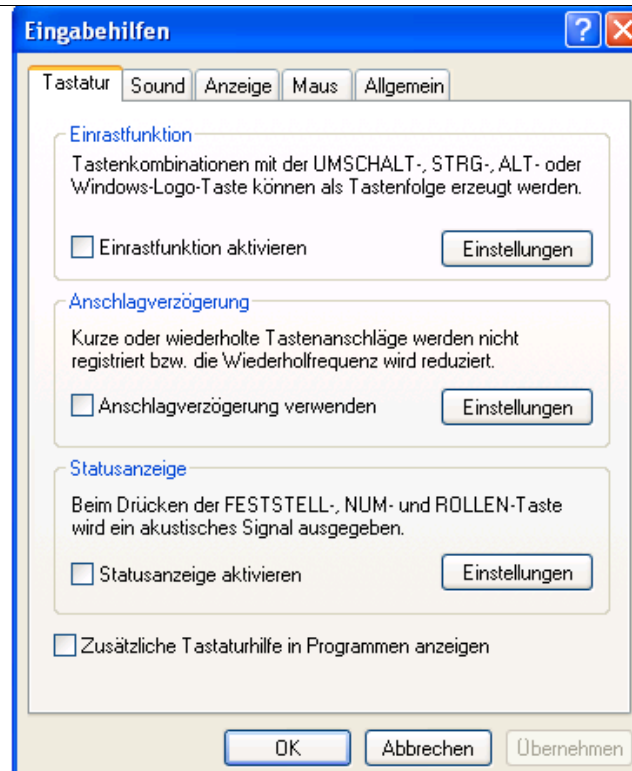 Eingabehilfen
Tastatur Sound Anzeige Maus Allgemein
Einrastfunktion
Tastenkombinationen mit der UMSCHALT-, STRG-, ALT- oder
Windows-Logo-Taste können als Tastenfolge erzeugt werden.
Einrastfunktion aktivieren Einstellungen
Anschlagverzögerung
Kurze oder wiederholte Tastenanschläge werden nicht
registriert bzw. die Wiederholfrequenz wird reduziert.
Anschlagverzögerung verwenden Einstellungen
Statusanzeige
Beim Drücken der FESTSTELL-, NUM- und ROLLEN-Taste
wird ein akustisches Signal ausgegeben.
Statusanzeige aktivieren Einstellungen
Zusätzliche Tastaturhilfe in Programmen anzeigen
OK Abbrechen Übernehmen